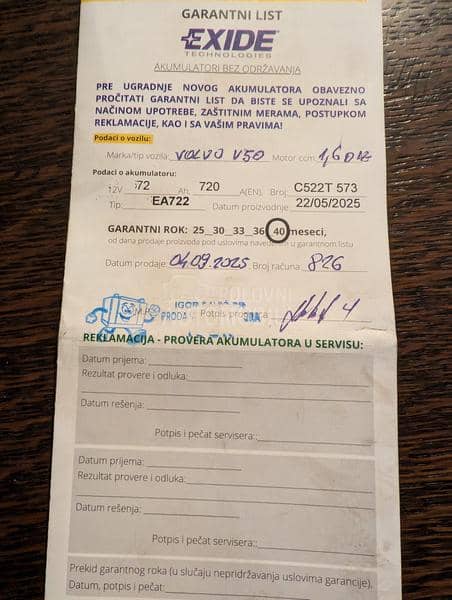 GARANTNI LIST
EXIDE
TECHNOLOGIES
AKUMULATORI BEZ ODRŽAVANJA
PRE UGRADNJE NOVOG AKUMULATORA OBAVEZNO
PROČITATI GARANTNI LIST DA BISTE SE UPOZNALI SA
NAČINOM UPOTREBE, ZAŠTITNIM MERAMA, POSTUPKOM
REKLAMACIJE, KAO I SA VAŠIM PRAVIMA!
Podaci o vozilu:
Marka/tip vozila: VOLVO V50 Motor ccm: 1,6
Podaci o akumulatoru:
12V 72 Ah, 720 A(EN), Broj C522T 573
Tip: EA722 Datum proizvodnje 22/05/2025
GARANTNI ROK: 25_30_33_36_40 meseci,
od dana prodaje proizvoda pod uslovima navedenim u garantnom listu
Datum prodaje 04.09.2025 Broj računa 826
M.P. Potpis prodavca
IGOR
PRODA
REKLAMACIJA - PROVERA AKUMULATORA U SERVISU:
Datum prijema:
Rezultat provere i odluka:
Datum rešenja:
Potpis i pečat servisera:
Datum prijema:
Rezultat provere i odluka:
Datum rešenja:
Potpis i pečat servisera:
Prekid garantnog roka (u slučaju nepridržavanja uslovima garancije).
Datum, potpis i pečat: